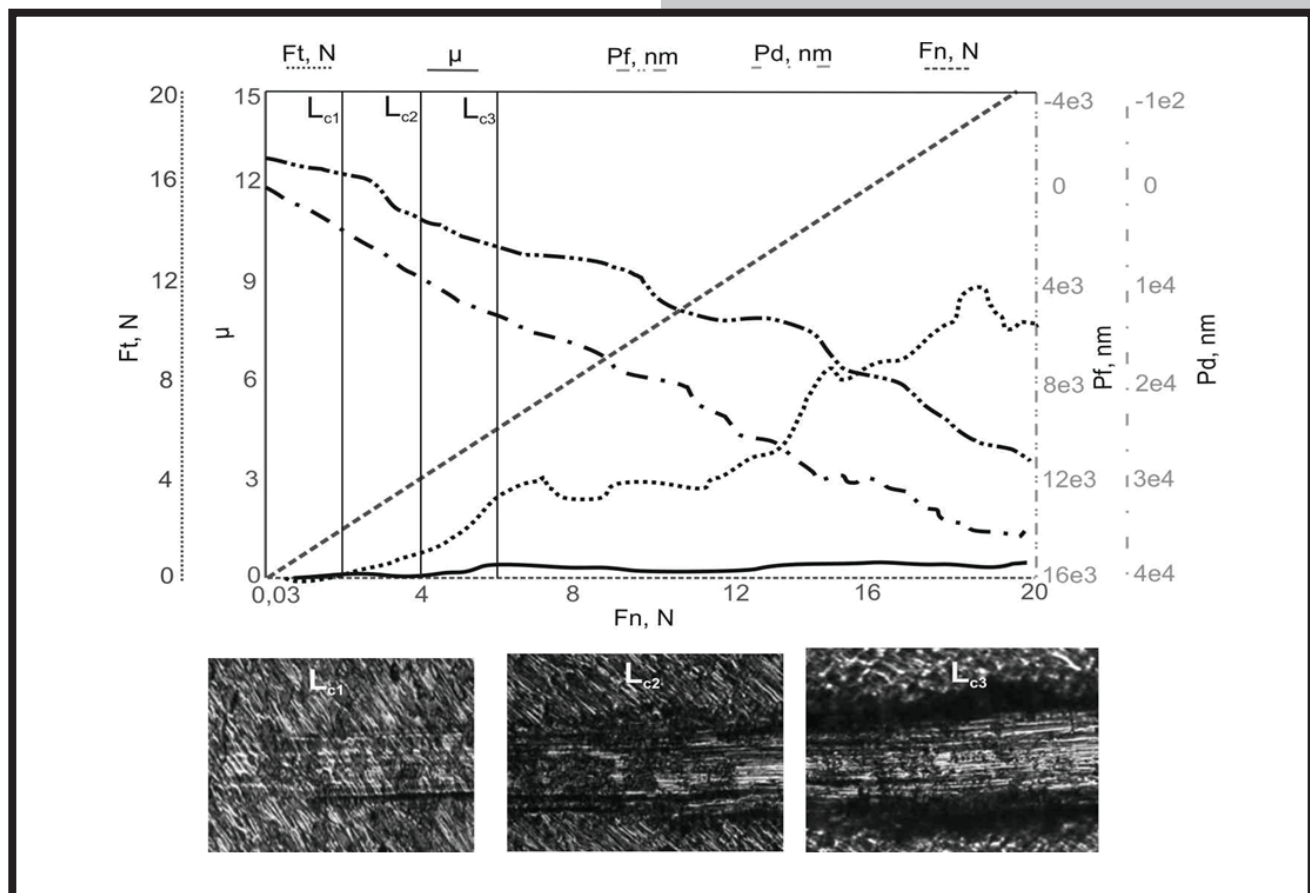 Ft, N μ Pf, nm Pd, nm Fn, N
20 15 Lc1 Lc2 Lc3 -4e3 -1e2
16 12 0 0
12 9 4e3 1e4
Ft, N μ Pf, nm Pd, nm
8 6 8e3 2e4
4 3 12e3 3e4
0 0 16e3 4e4
0,03 4 8 12 16 20
Fn, N
Lc1 Lc2 Lc3